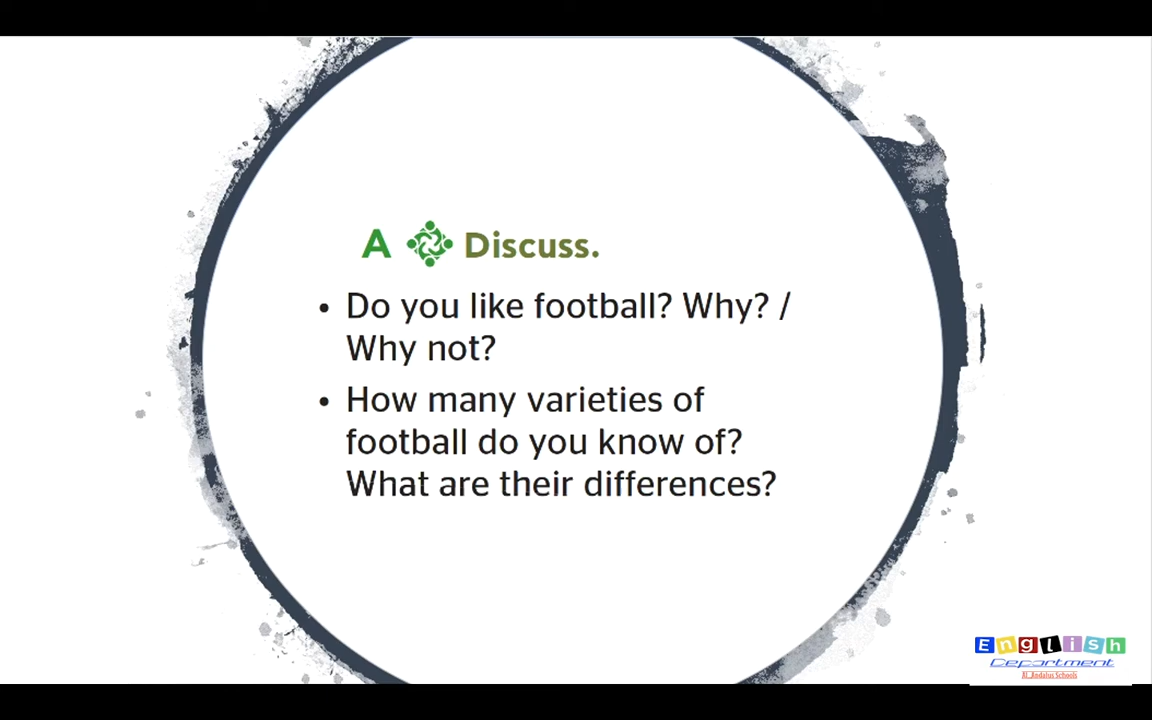 A Discuss.
• Do you like football? Why? /
Why not?
• How many varieties of
football do you know of?
What are their differences?
English
Department
Al_Andalus Schools